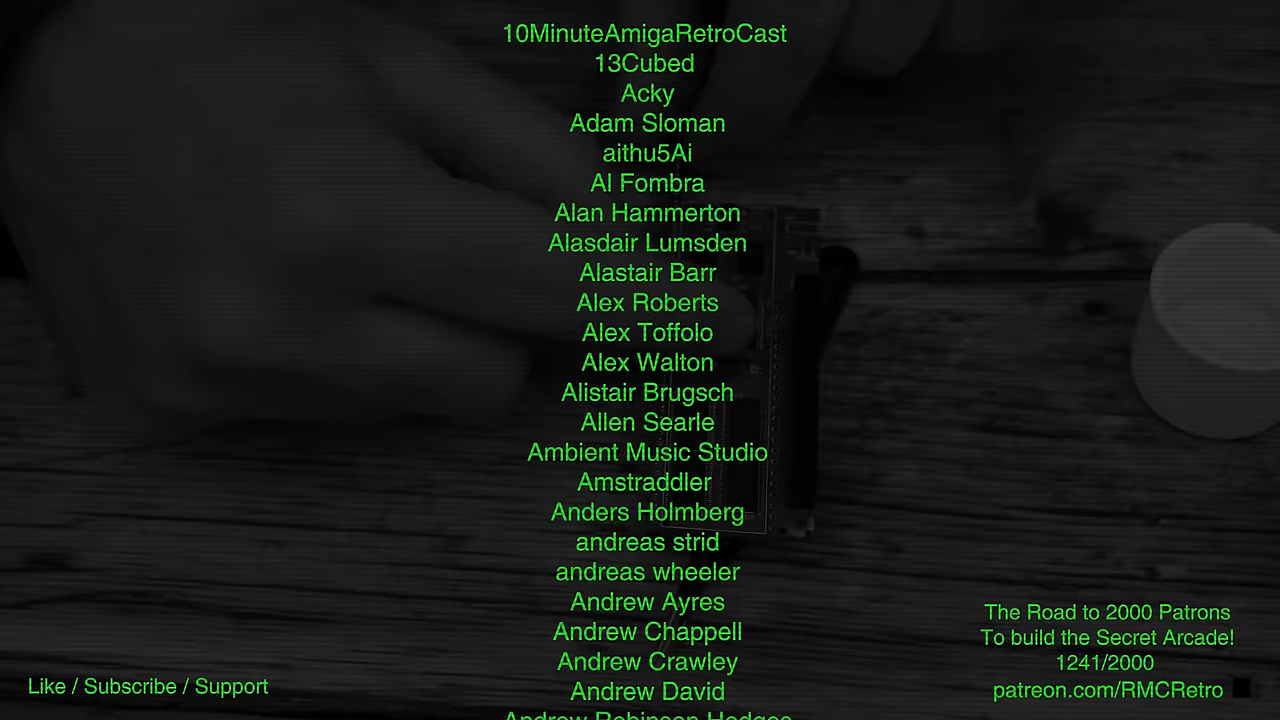 10MinuteAmigaRetroCast
13Cubed
Acky
Adam Sloman
aithu5Ai
Al Fombra
Alan Hammerton
Alasdair Lumsden
Alastair Barr
Alex Roberts
Alex Toffolo
Alex Walton
Alistair Brugsch
Allen Searle
Ambient Music Studio
Amstraddler
Anders Holmberg
andreas strid
andreas wheeler
Andrew Ayres
Andrew Chappell
Andrew Crawley
Andrew David
Andrew Robinson Hodges
The Road to 2000 Patrons
To build the Secret Arcade!
1241/2000
patreon.com/RMCRetro
Like / Subscribe / Support